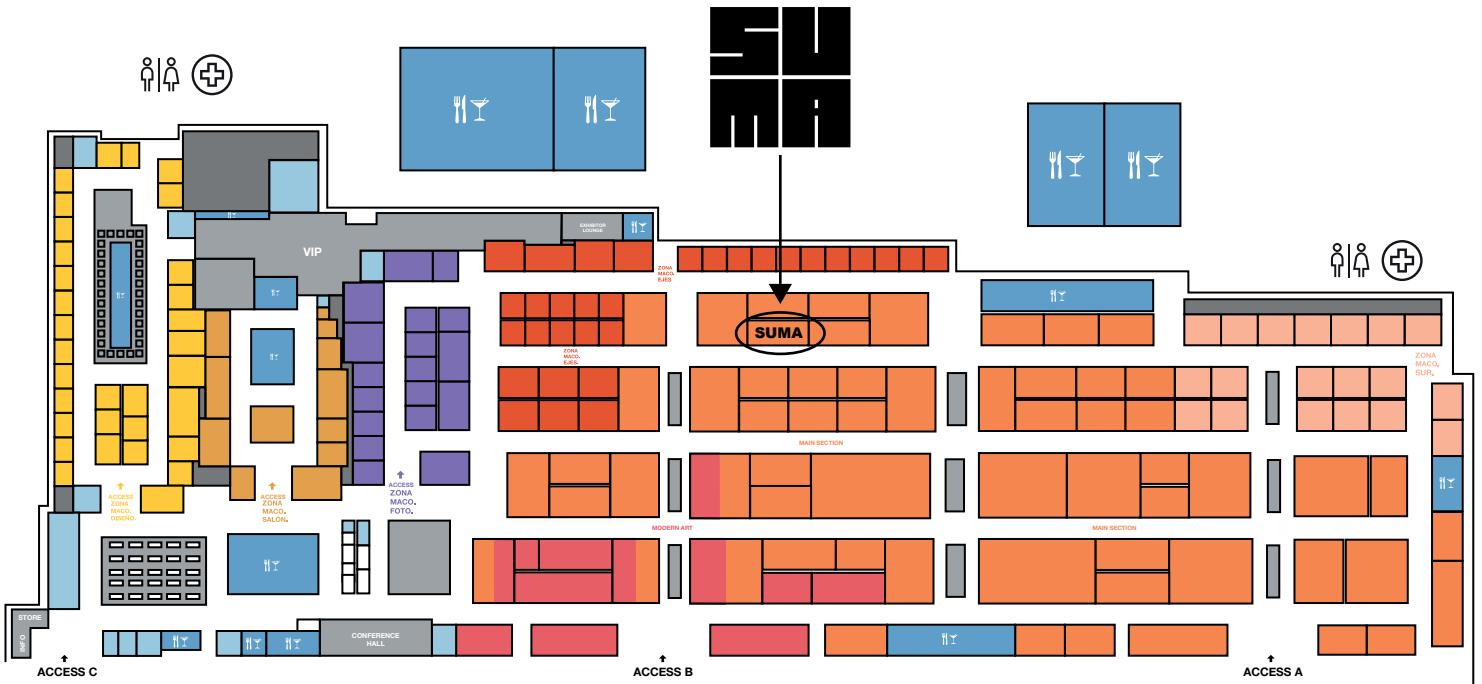 SU
MA
EXHIBITOR
LOUNGE
VIP
ZONA
MACO.
EJES
SUMA
ZONA
MACO.
EJES.
ZONA
MACO.
SUR.
MAIN SECTION
ACCESS
ZONA
MACO.
DISEÑO.
ACCESS
ZONA
MACO.
SALÓN.
ACCESS
ZONA
MACO.
FOTO.
MODERN ART
MAIN SECTION
STORE
INFO
CONFERENCE
HALL
ACCESS C
ACCESS B
ACCESS A